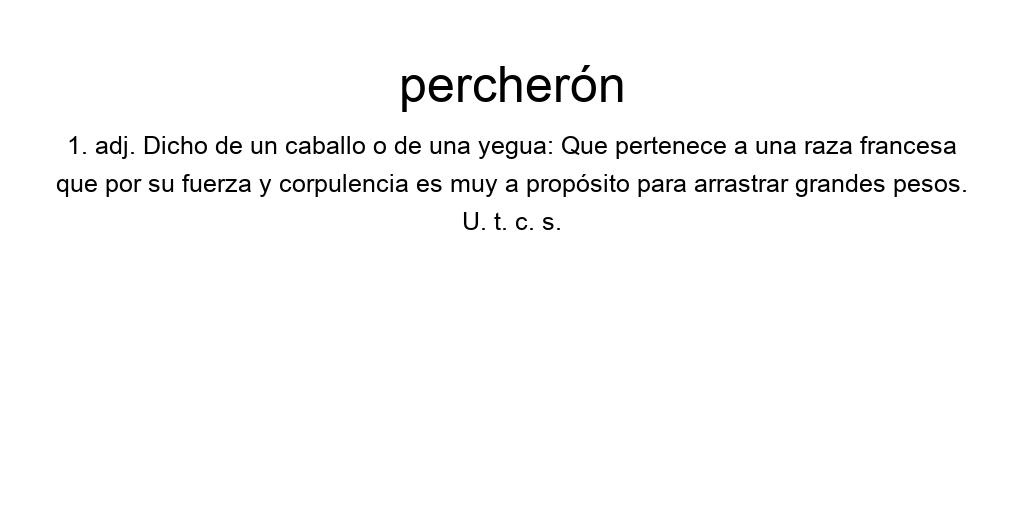 percherón
1. adj. Dicho de un caballo o de una yegua: Que pertenece a una raza francesa
que por su fuerza y corpulencia es muy a propósito para arrastrar grandes pesos.
U. t. c. s.